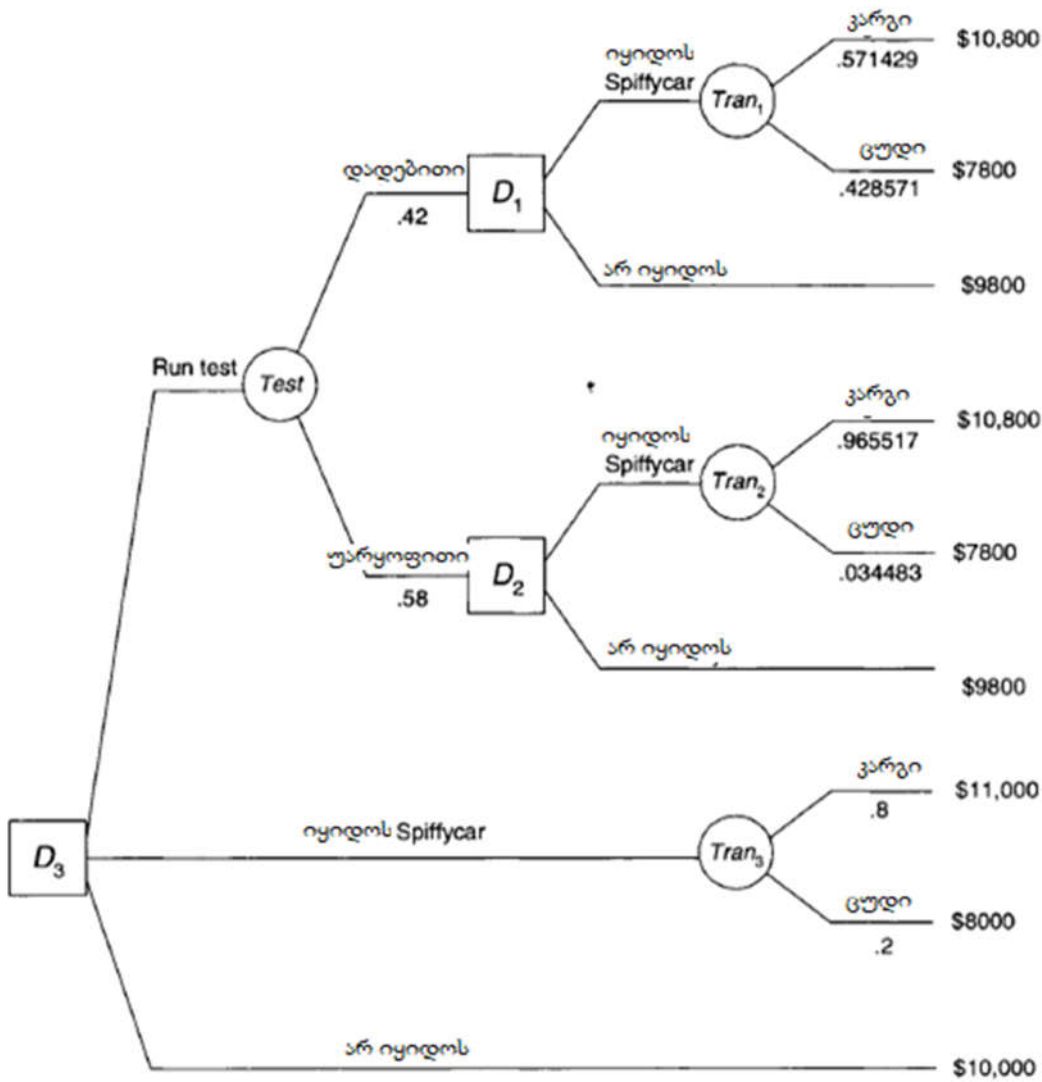 კარგი
$10,800
.571429
იყიდოს
Spiffycar
Tran₁
ცუდი
$7800
.428571
დადებითი
.42
D₁
არ იყიდოს
$9800
Run test
Test
კარგი
$10,800
.965517
იყიდოს
Spiffycar
Tran₂
ცუდი
$7800
.034483
უარყოფითი
.58
D₂
არ იყიდოს
$9800
კარგი
$11,000
.8
D₃
იყიდოს Spiffycar
Tran₃
ცუდი
$8000
.2
არ იყიდოს
$10,000